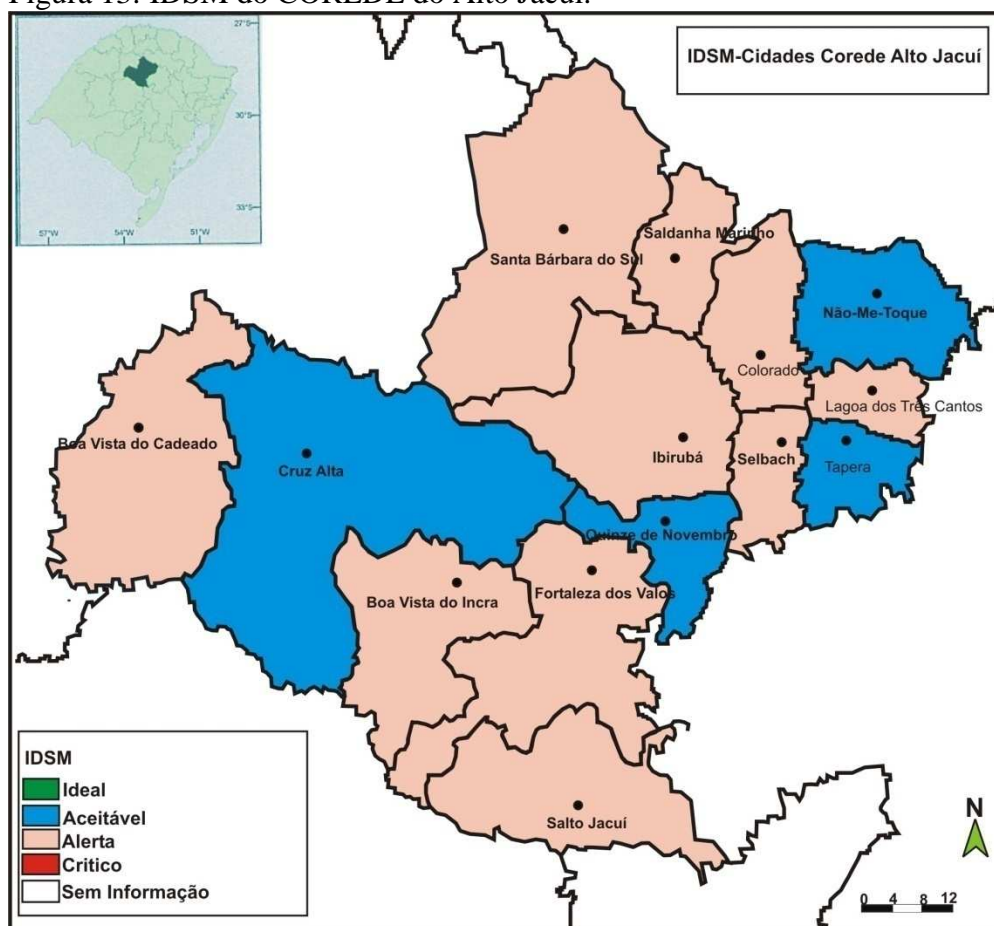 Figura 13: IDSM do COREDE do Alto Jacuí.
27°S
IDSM-Cidades Corede Alto Jacuí
30°S
33°S
57°W
54°W
51°W
Saldanha Marinho
Santa Bárbara do Sul
Não-Me-Toque
Colorado
Lagoa dos Três Cantos
Boa Vista do Cadeado
Cruz Alta
Ibirubá
Selbach
Tapera
Quinze de Novembro
Boa Vista do Incra
Fortaleza dos Valos
Salto Jacuí
IDSM
Ideal
Aceitável
Alerta
Critico
Sem Informação
N
0 4 8 12